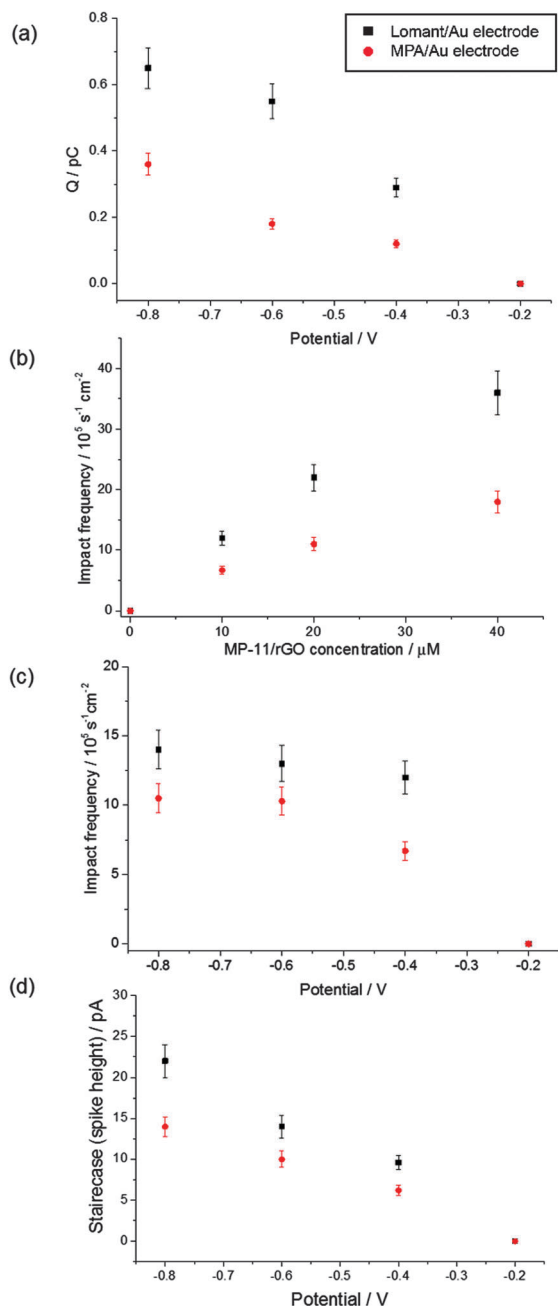 (a)
Lomant/Au electrode
MPA/Au electrode
0.8
0.6
0.4
0.2
0.0
Q / pC
-0.8 -0.7 -0.6 -0.5 -0.4 -0.3 -0.2
Potential / V
(b)
40
30
20
10
0
Impact frequency / 10⁵ s⁻¹ cm⁻²
0 10 20 30 40
MP-11/rGO concentration / μM
(c)
20
15
10
5
0
Impact frequency / 10⁵ s⁻¹cm⁻²
-0.8 -0.7 -0.6 -0.5 -0.4 -0.3 -0.2
Potential / V
(d)
30
25
20
15
10
5
0
Stairecase (spike height) / pA
-0.8 -0.7 -0.6 -0.5 -0.4 -0.3 -0.2
Potential / V